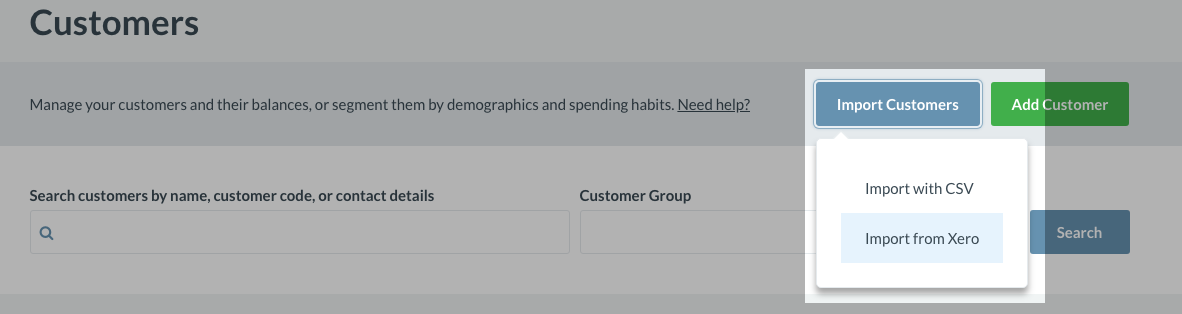 Customers
Manage your customers and their balances, or segment them by demographics and spending habits. Need help?
Import Customers
Add Customer
Import with CSV
Import from Xero
Search customers by name, customer code, or contact details
Customer Group
Search